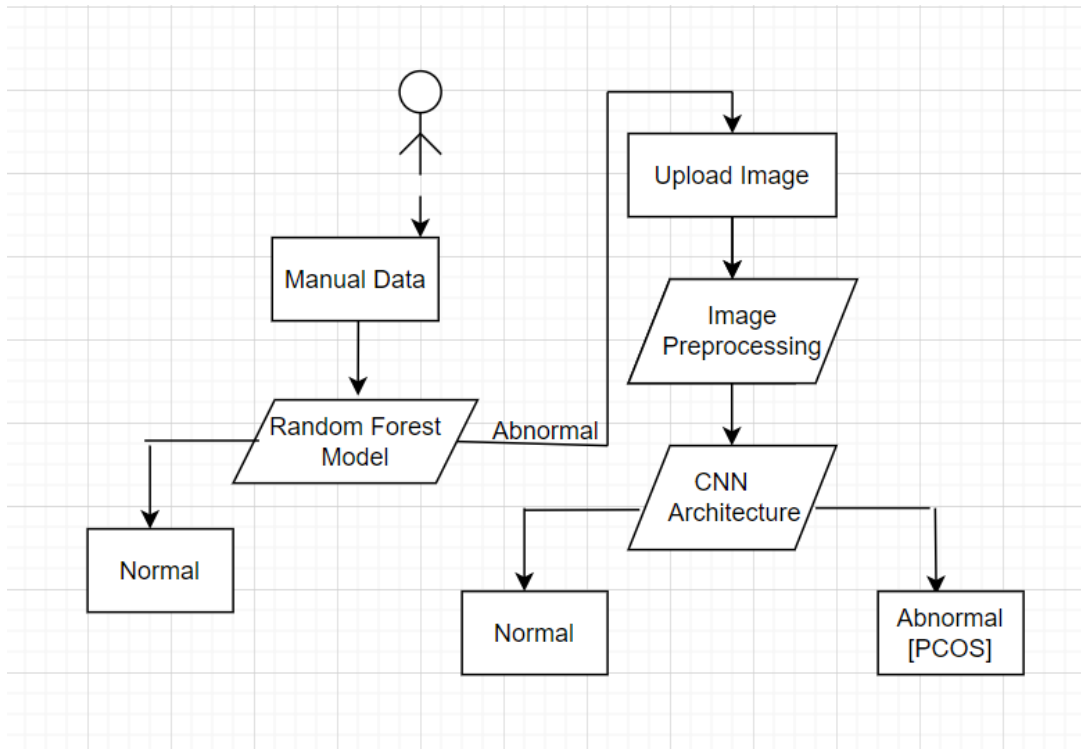 Manual Data
Random Forest
Model
Abnormal
Normal
Upload Image
Image
Preprocessing
CNN
Architecture
Normal
Abnormal
[PCOS]